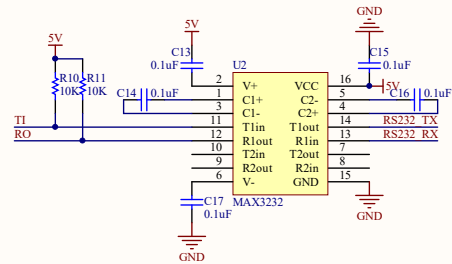 GND
5V
5V
C13
0.1uF
C15
0.1uF
U2
R10
10K
R11
10K
C14
0.1uF
2
V+
VCC
16
5V
1
C1+
C2-
5
C16
0.1uF
3
C1-
C2+
4
TI
11
T1in
T1out
14
RS232_TX
RO
12
R1out
R1in
13
RS232_RX
10
T2in
T2out
7
9
R2out
R2in
8
6
V-
GND
15
C17
0.1uF
MAX3232
GND
GND